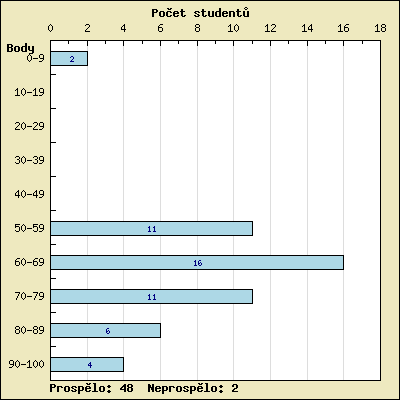 Počet studentů
0 2 4 6 8 10 12 14 16 18
Body
0-9 2
10-19
20-29
30-39
40-49
50-59 11
60-69 16
70-79 11
80-89 6
90-100 4
Prospělo: 48 Neprospělo: 2